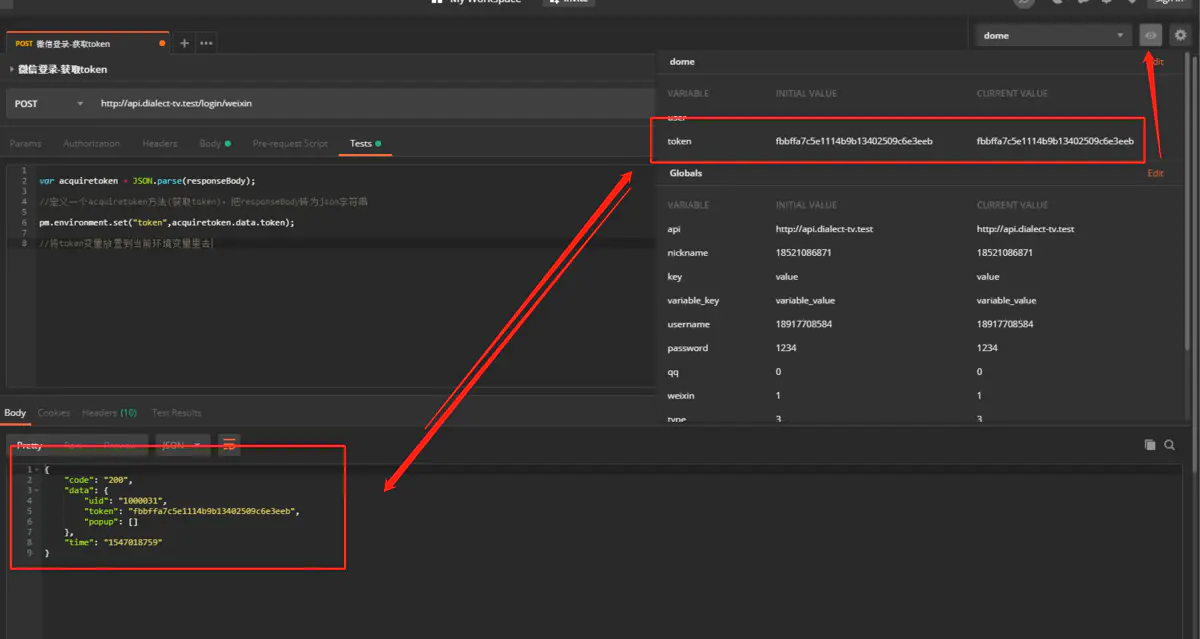 My Workspace
Invite
Sign In
POST 微信登录-获取token
dome
微信登录-获取token
dome
Edit
VARIABLE INITIAL VALUE CURRENT VALUE
POST http://api.dialect-tv.test/login/weixin
user
token fbbffa7c5e1114b9b13402509c6e3eeb fbbffa7c5e1114b9b13402509c6e3eeb
Params Authorization Headers Body Pre-request Script Tests
Globals Edit
VARIABLE INITIAL VALUE CURRENT VALUE
api http://api.dialect-tv.test http://api.dialect-tv.test
nickname 18521086871 18521086871
key value value
variable_key variable_value variable_value
username 18917708584 18917708584
password 1234 1234
qq 0 0
weixin 1 1
type 3 3
1
2 var acquiretoken = JSON.parse(responseBody);
3
4 //定义一个acquiretoken方法(获取token)，把responseBody转为json字符串
5
6 pm.environment.set("token",acquiretoken.data.token);
7
8 //将token变量放置到当前环境变量里去
Body Cookies Headers (10) Test Results
Pretty Raw Preview JSON
1 {
2 "code": "200",
3 "data": {
4 "uid": "1000031",
5 "token": "fbbffa7c5e1114b9b13402509c6e3eeb",
6 "popup": []
7 },
8 "time": "1547018759"
9 }